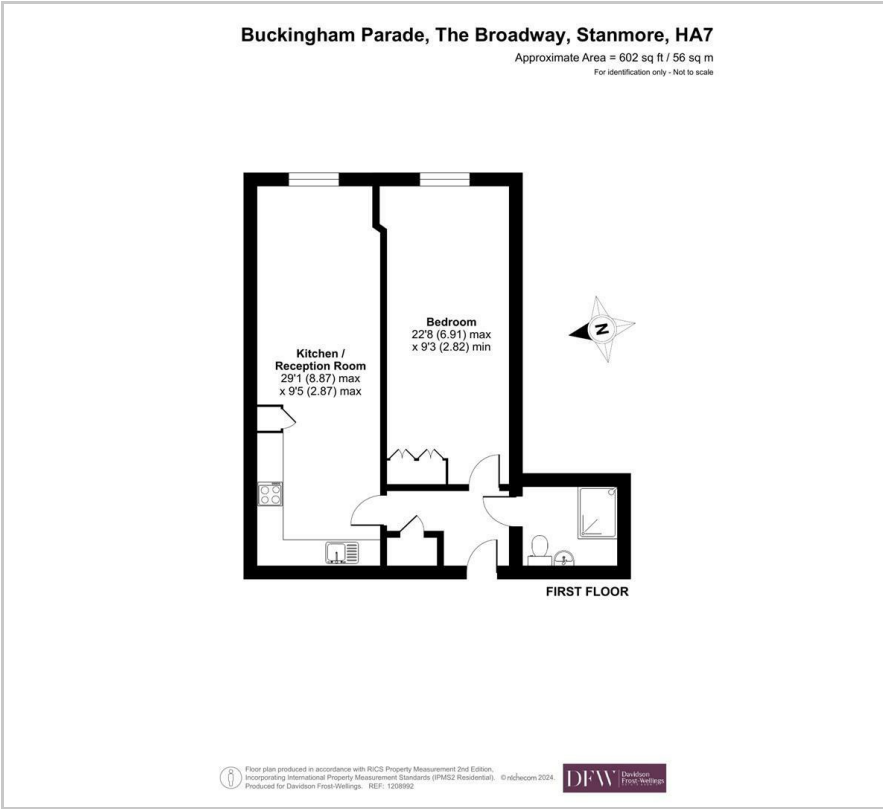 Buckingham Parade, The Broadway, Stanmore, HA7
Approximate Area = 602 sq ft / 56 sq m
For identification only - Not to scale
Bedroom
22'8 (6.91) max
x 9'3 (2.82) min
Kitchen /
Reception Room
29'1 (8.87) max
x 9'5 (2.87) max
N
FIRST FLOOR
Floor plan produced in accordance with RICS Property Measurement 2nd Edition,
Incorporating International Property Measurement Standards (IPMS2 Residential). © nichecom 2024.
Produced for Davidson Frost-Wellings. REF: 1208992
DFW
Davidson
Frost-Wellings